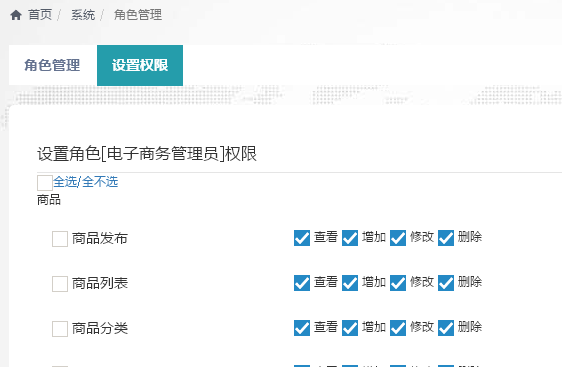 首页 / 系统 / 角色管理
角色管理 设置权限
设置角色[电子商务管理员]权限
全选/全不选
商品
商品发布 查看 增加 修改 删除
商品列表 查看 增加 修改 删除
商品分类 查看 增加 修改 删除